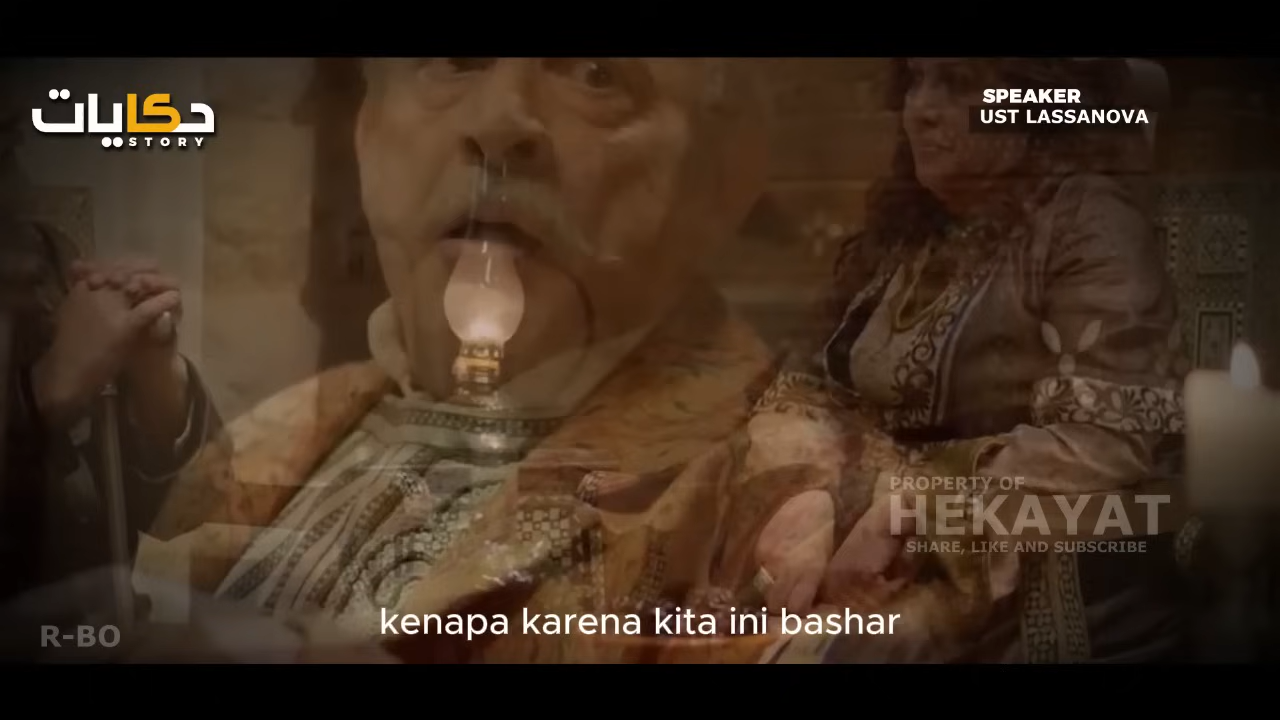 حكايات
STORY
SPEAKER
UST LASSANOVA
PROPERTY OF
HEKAYAT
SHARE, LIKE AND SUBSCRIBE
kenapa karena kita ini bashar
R-BO